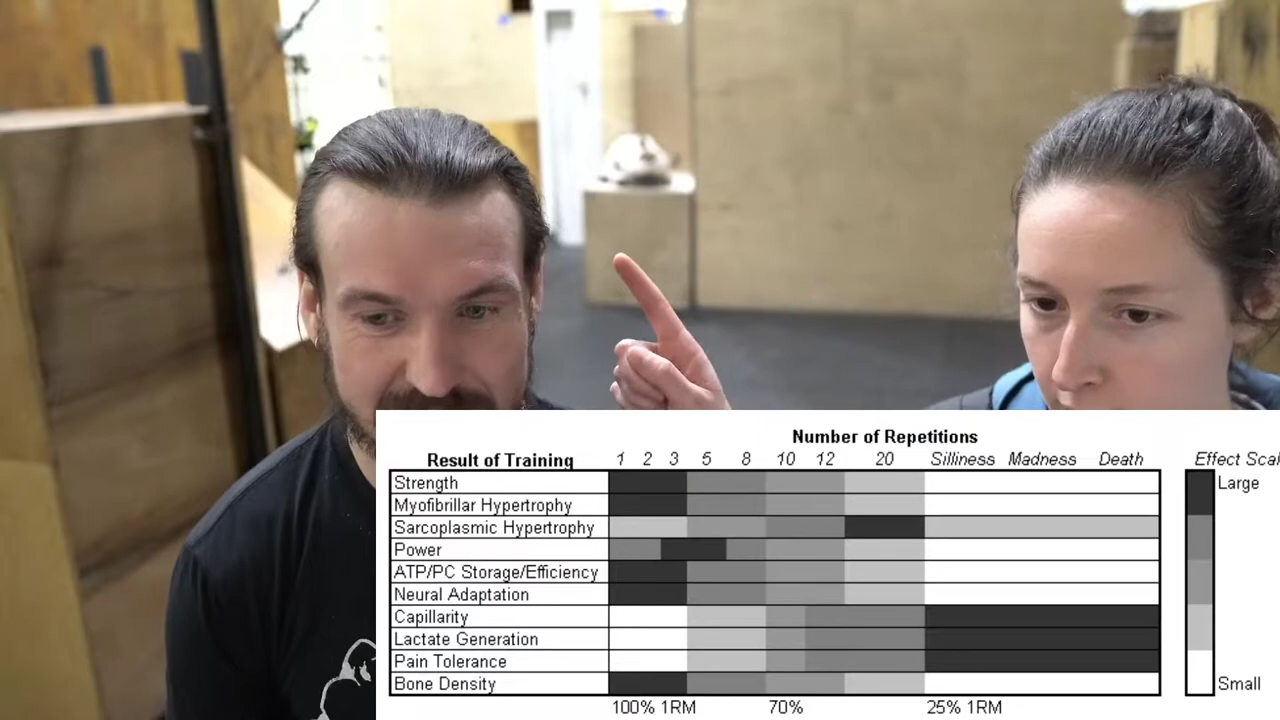 Number of Repetitions
Result of Training 1 2 3 5 8 10 12 20 Silliness Madness Death Effect Scal
Strength Large
Myofibrillar Hypertrophy
Sarcoplasmic Hypertrophy
Power
ATP/PC Storage/Efficiency
Neural Adaptation
Capillarity
Lactate Generation
Pain Tolerance
Bone Density Small
100% 1RM 70% 25% 1RM